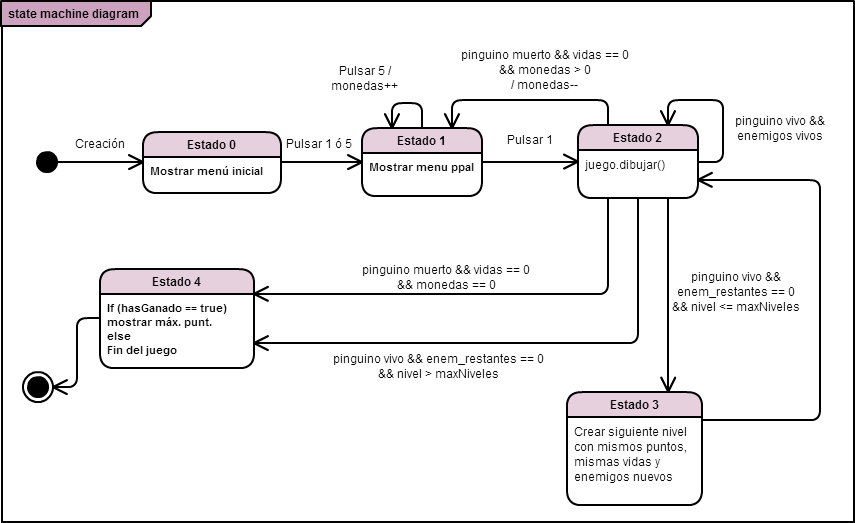 state machine diagram
pinguino muerto && vidas == 0
&& monedas > 0
/ monedas--
Pulsar 5 /
monedas++
pinguino vivo &&
enemigos vivos
Creación
Estado 0
Mostrar menú inicial
Pulsar 1 ó 5
Estado 1
Mostrar menu ppal
Pulsar 1
Estado 2
juego.dibujar()
pinguino muerto && vidas == 0
&& monedas == 0
pinguino vivo &&
enem_restantes == 0
&& nivel <= maxNiveles
Estado 4
If (hasGanado == true)
mostrar máx. punt.
else
Fin del juego
pinguino vivo && enem_restantes == 0
&& nivel > maxNiveles
Estado 3
Crear siguiente nivel
con mismos puntos,
mismas vidas y
enemigos nuevos